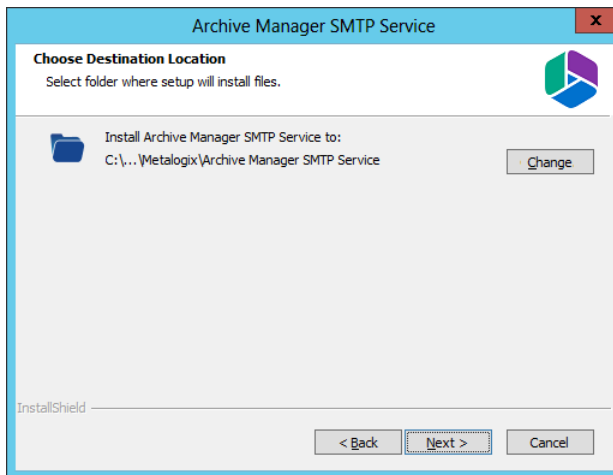 Archive Manager SMTP Service
x
Choose Destination Location
Select folder where setup will install files.
Install Archive Manager SMTP Service to:
C:\...\Metalogix\Archive Manager SMTP Service
Change
InstallShield
< Back
Next >
Cancel